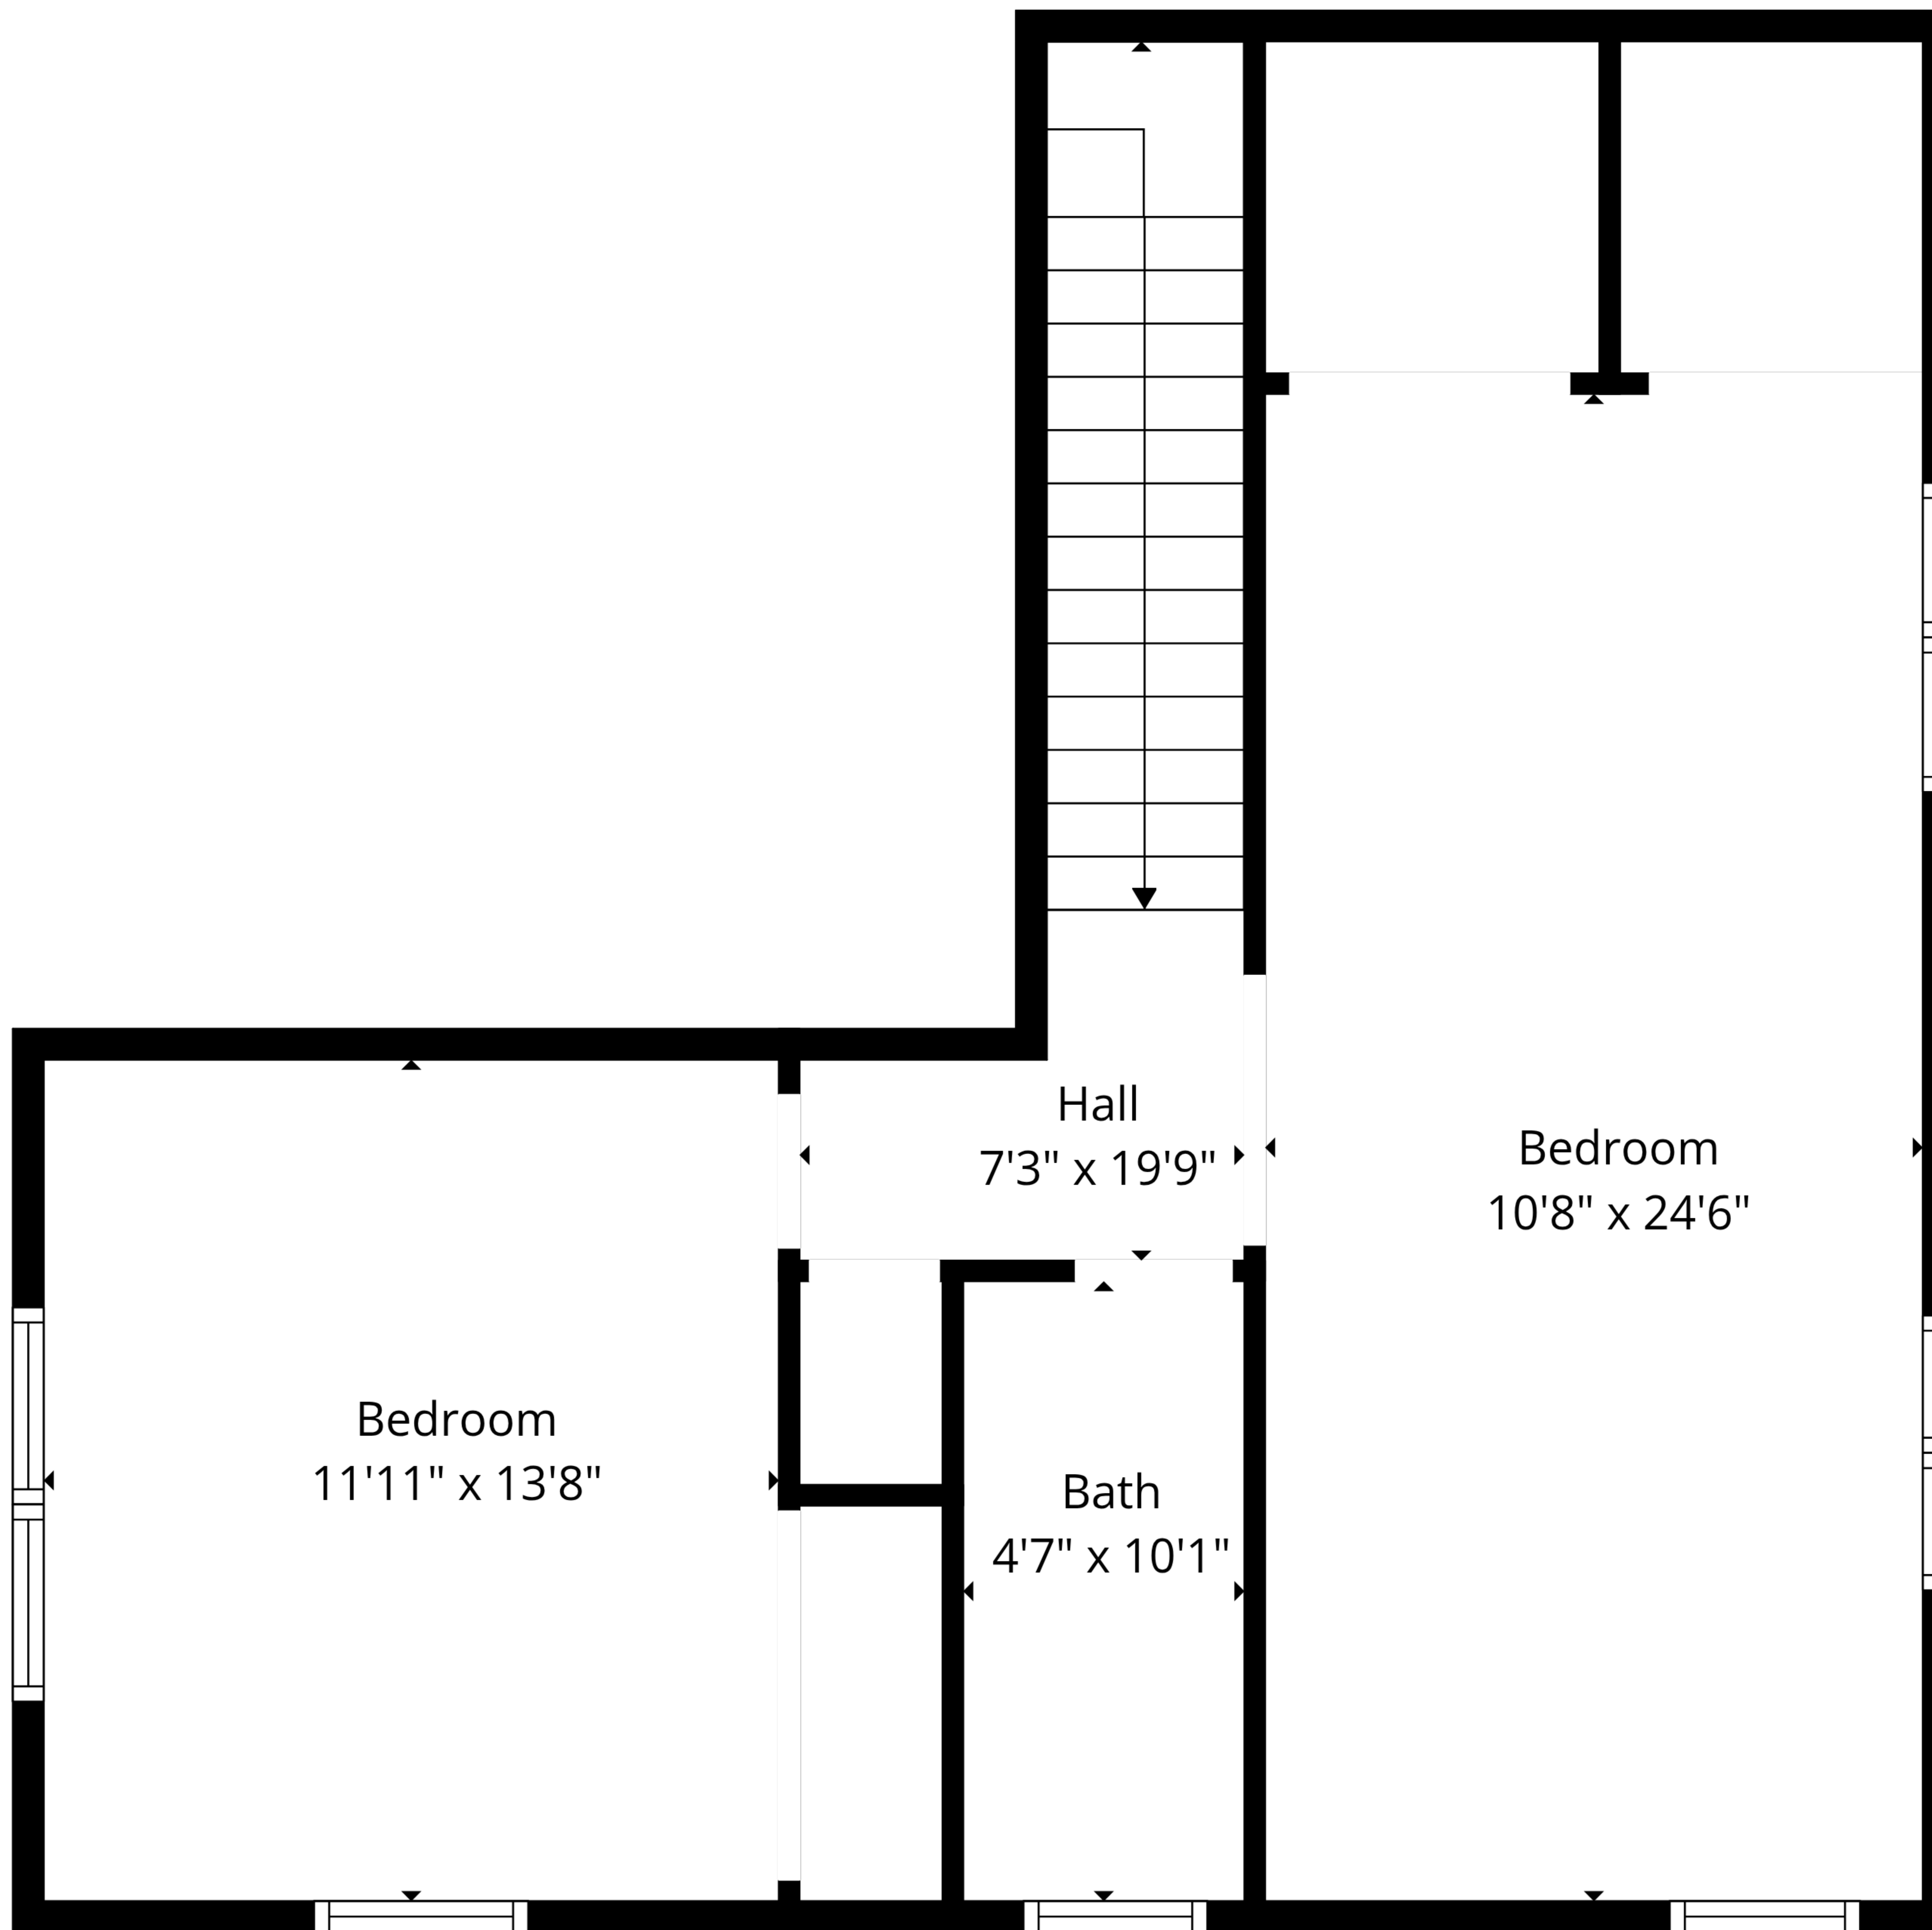 Hall
7'3" x 19'9"
Bedroom
10'8" x 24'6"
Bedroom
11'11" x 13'8"
Bath
4'7" x 10'1"